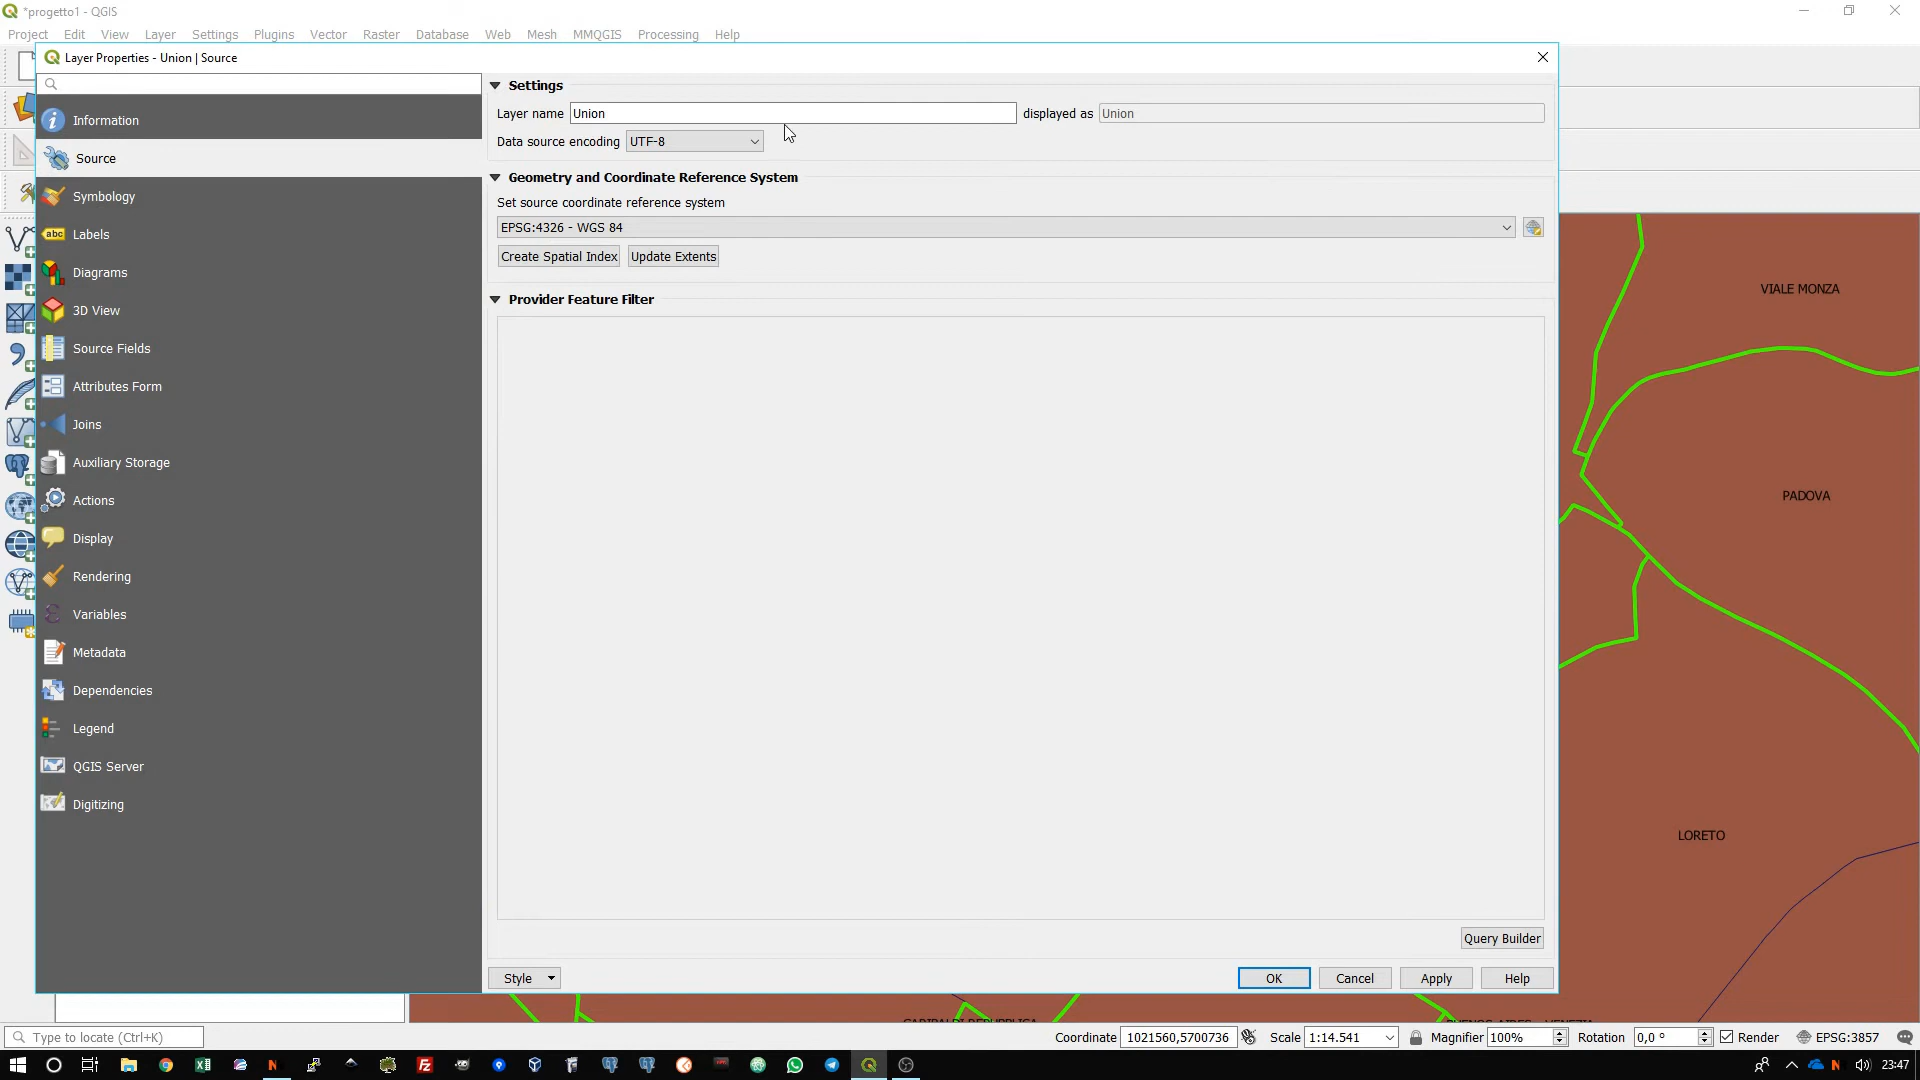 *progetto1 - QGIS
Project Edit View Layer Settings Plugins Vector Raster Database Web Mesh MMQGIS Processing Help
Layer Properties - Union | Source
Information
Source
Symbology
Labels
Diagrams
3D View
Source Fields
Attributes Form
Joins
Auxiliary Storage
Actions
Display
Rendering
Variables
Metadata
Dependencies
Legend
QGIS Server
Digitizing
Settings
Layer name Union displayed as Union
Data source encoding UTF-8
Geometry and Coordinate Reference System
Set source coordinate reference system
EPSG:4326 - WGS 84
Create Spatial Index Update Extents
Provider Feature Filter
Query Builder
Style OK Cancel Apply Help
VIALE MONZA
PADOVA
LORETO
Type to locate (Ctrl+K) Coordinate 1021560,5700736 Scale 1:14.541 Magnifier 100% Rotation 0,0 ° Render EPSG:3857
23:47